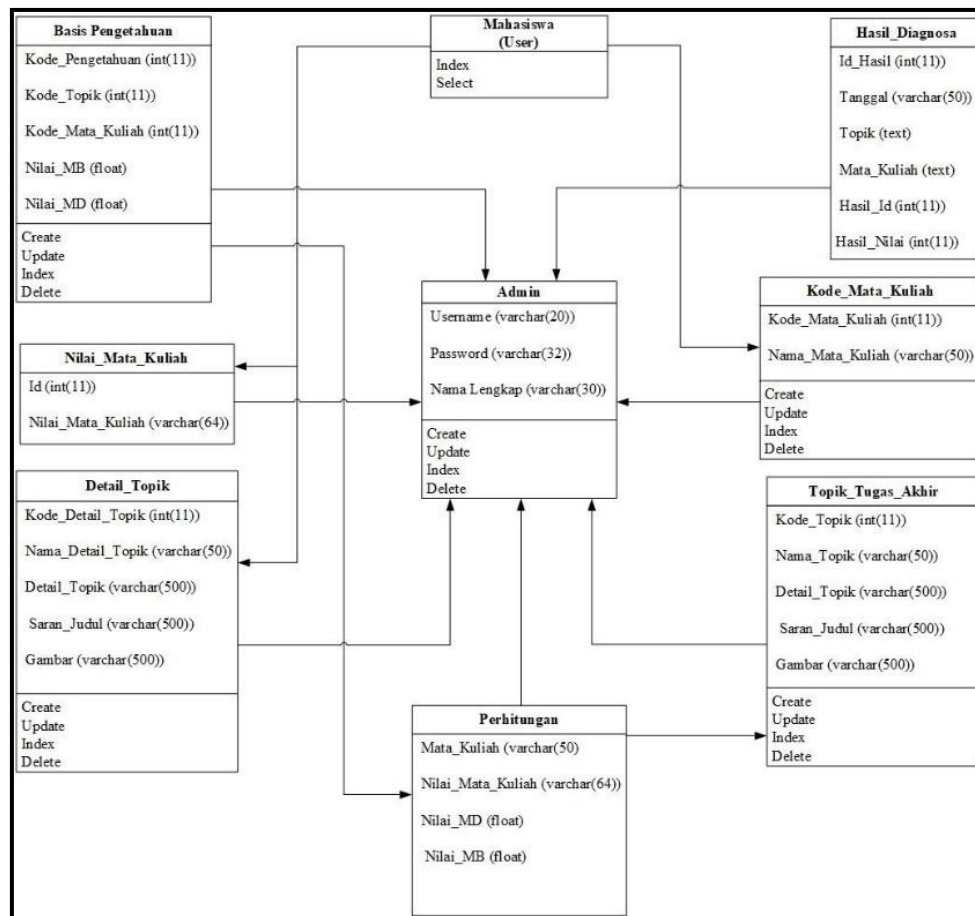 Basis Pengetahuan
Kode_Pengetahuan (int(11))
Kode_Topik (int(11))
Kode_Mata_Kuliah (int(11))
Nilai_MB (float)
Nilai_MD (float)
Create
Update
Index
Delete
Mahasiswa
(User)
Index
Select
Hasil_Diagnosa
Id_Hasil (int(11))
Tanggal (varchar(50))
Topik (text)
Mata_Kuliah (text)
Hasil_Id (int(11))
Hasil_Nilai (int(11))
Admin
Username (varchar(20))
Password (varchar(32))
Nama Lengkap (varchar(30))
Create
Update
Index
Delete
Kode_Mata_Kuliah
Kode_Mata_Kuliah (int(11))
Nama_Mata_Kuliah (varchar(50))
Create
Update
Index
Delete
Nilai_Mata_Kuliah
Id (int(11))
Nilai_Mata_Kuliah (varchar(64))
Detail_Topik
Kode_Detail_Topik (int(11))
Nama_Detail_Topik (varchar(50))
Detail_Topik (varchar(500))
Saran_Judul (varchar(500))
Gambar (varchar(500))
Create
Update
Index
Delete
Topik_Tugas_Akhir
Kode_Topik (int(11))
Nama_Topik (varchar(50))
Detail_Topik (varchar(500))
Saran_Judul (varchar(500))
Gambar (varchar(500))
Create
Update
Index
Delete
Perhitungan
Mata_Kuliah (varchar(50)
Nilai_Mata_Kuliah (varchar(64))
Nilai_MD (float)
Nilai_MB (float)